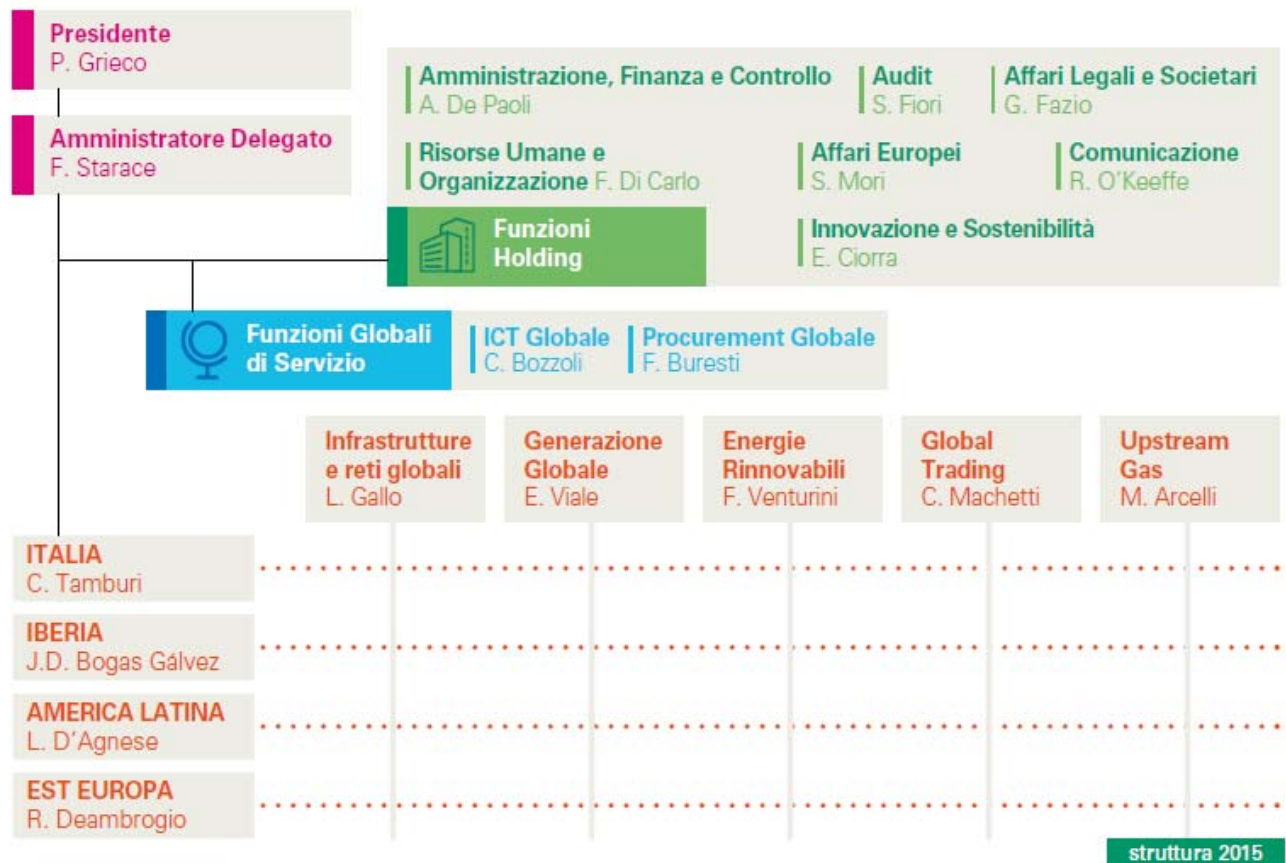 Presidente
P. Grieco
Amministratore Delegato
F. Starace
Amministrazione, Finanza e Controllo
A. De Paoli
Audit
S. Fiori
Affari Legali e Societari
G. Fazio
Risorse Umane e
Organizzazione F. Di Carlo
Affari Europei
S. Mori
Comunicazione
R. O'Keeffe
Funzioni
Holding
Innovazione e Sostenibilità
E. Ciorra
Funzioni Globali
di Servizio
ICT Globale
C. Bozzoli
Procurement Globale
F. Buresti
Infrastrutture
e reti globali
L. Gallo
Generazione
Globale
E. Viale
Energie
Rinnovabili
F. Venturini
Global
Trading
C. Machetti
Upstream
Gas
M. Arcelli
ITALIA
C. Tamburi
IBERIA
J.D. Bogas Gálvez
AMERICA LATINA
L. D'Agnese
EST EUROPA
R. Deambrogio
struttura 2015